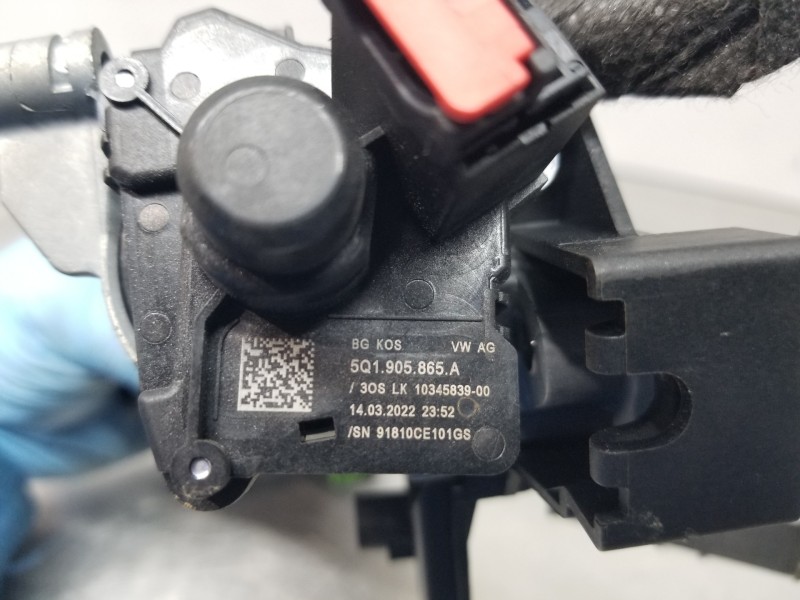 BG KOS VW AG
5Q1.905.865.A
/ 3OS LK 10345839-00
14.03.2022 23:52
/SN 91810CE101GS